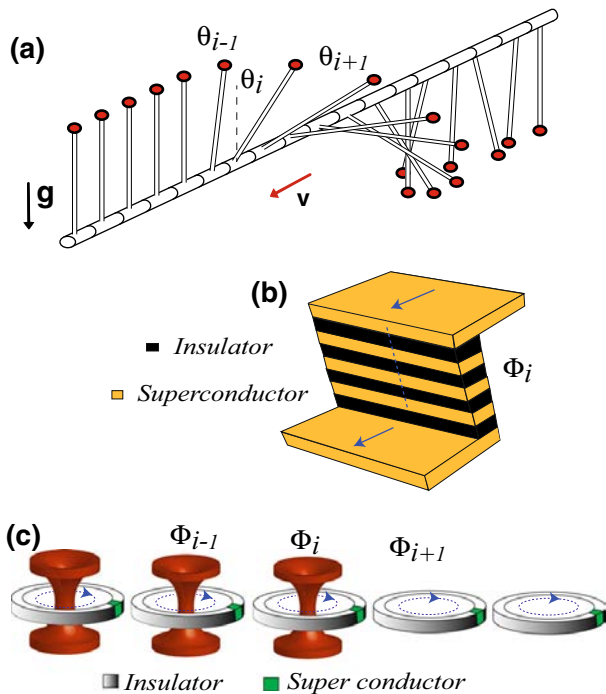 (a)
θi-1
θi
θi+1
g
v
(b)
Insulator
Superconductor
Φi
(c)
Φi-1
Φi
Φi+1
Insulator
Super conductor